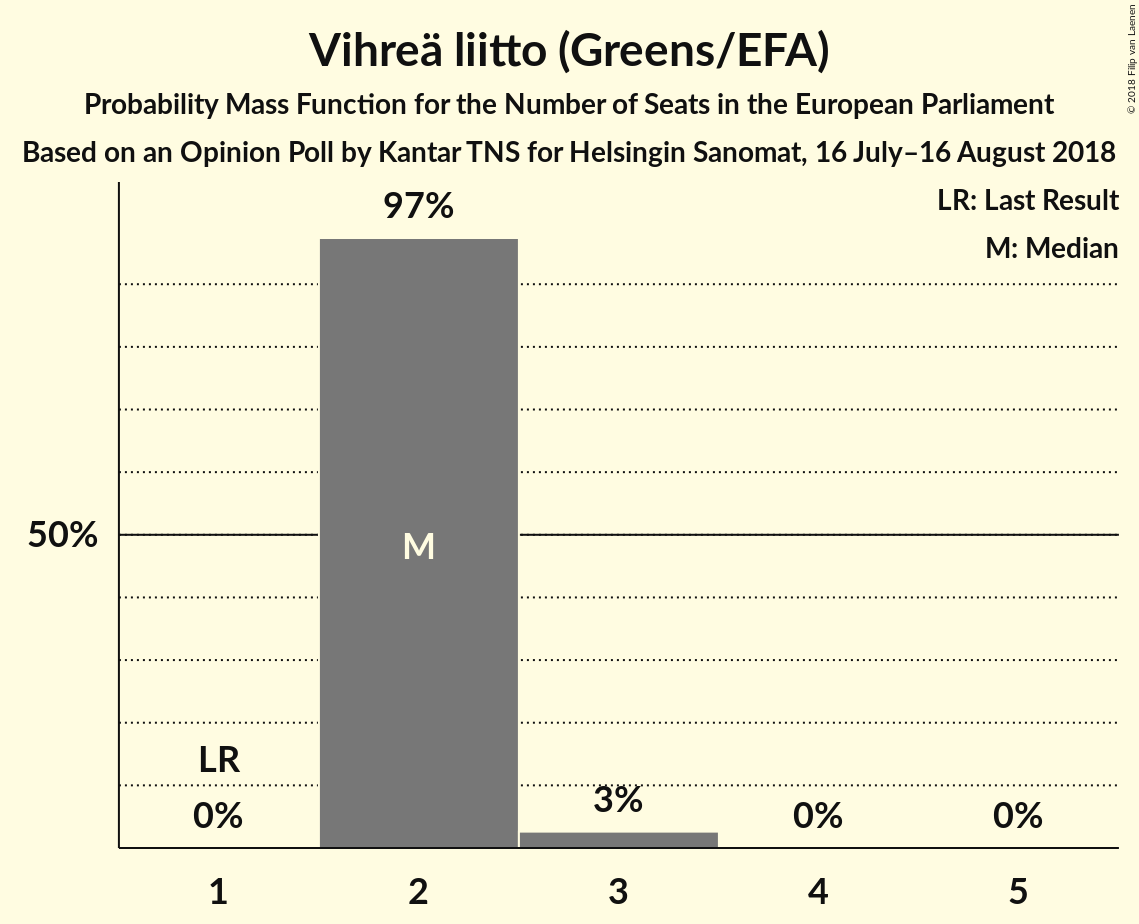 Vihreä liitto (Greens/EFA)
Probability Mass Function for the Number of Seats in the European Parliament
Based on an Opinion Poll by Kantar TNS for Helsingin Sanomat, 16 July–16 August 2018
© 2018 Filip van Laenen
LR: Last Result
M: Median
97%
50%
M
LR
0%
3%
0%
0%
1 2 3 4 5